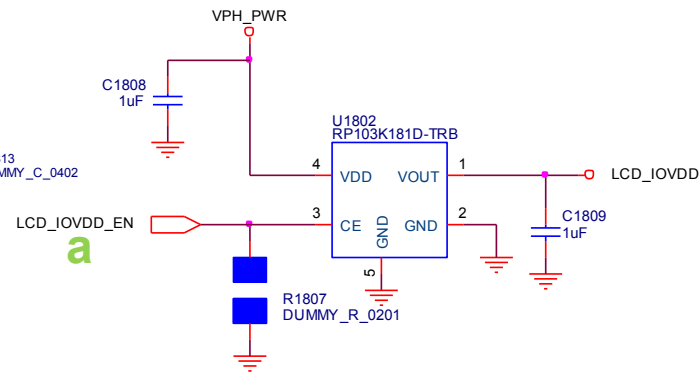 VPH_PWR
C1808
1uF
U1802
RP103K181D-TRB
13
MMY_C_0402
4
VDD
VOUT
1
LCD_IOVDD
LCD_IOVDD_EN
3
CE
GND
GND
2
C1809
1uF
a
5
R1807
DUMMY_R_0201